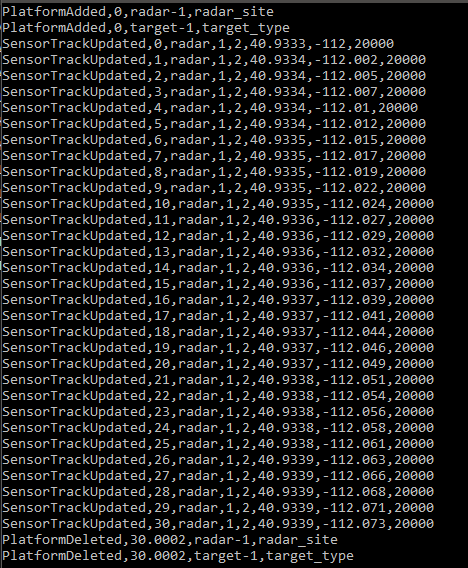 PlatformAdded,0,radar-1,radar_site
PlatformAdded,0,target-1,target_type
SensorTrackUpdated,0,radar,1,2,40.9333,-112,20000
SensorTrackUpdated,1,radar,1,2,40.9334,-112.002,20000
SensorTrackUpdated,2,radar,1,2,40.9334,-112.005,20000
SensorTrackUpdated,3,radar,1,2,40.9334,-112.007,20000
SensorTrackUpdated,4,radar,1,2,40.9334,-112.01,20000
SensorTrackUpdated,5,radar,1,2,40.9334,-112.012,20000
SensorTrackUpdated,6,radar,1,2,40.9335,-112.015,20000
SensorTrackUpdated,7,radar,1,2,40.9335,-112.017,20000
SensorTrackUpdated,8,radar,1,2,40.9335,-112.019,20000
SensorTrackUpdated,9,radar,1,2,40.9335,-112.022,20000
SensorTrackUpdated,10,radar,1,2,40.9335,-112.024,20000
SensorTrackUpdated,11,radar,1,2,40.9336,-112.027,20000
SensorTrackUpdated,12,radar,1,2,40.9336,-112.029,20000
SensorTrackUpdated,13,radar,1,2,40.9336,-112.032,20000
SensorTrackUpdated,14,radar,1,2,40.9336,-112.034,20000
SensorTrackUpdated,15,radar,1,2,40.9336,-112.037,20000
SensorTrackUpdated,16,radar,1,2,40.9337,-112.039,20000
SensorTrackUpdated,17,radar,1,2,40.9337,-112.041,20000
SensorTrackUpdated,18,radar,1,2,40.9337,-112.044,20000
SensorTrackUpdated,19,radar,1,2,40.9337,-112.046,20000
SensorTrackUpdated,20,radar,1,2,40.9337,-112.049,20000
SensorTrackUpdated,21,radar,1,2,40.9338,-112.051,20000
SensorTrackUpdated,22,radar,1,2,40.9338,-112.054,20000
SensorTrackUpdated,23,radar,1,2,40.9338,-112.056,20000
SensorTrackUpdated,24,radar,1,2,40.9338,-112.058,20000
SensorTrackUpdated,25,radar,1,2,40.9338,-112.061,20000
SensorTrackUpdated,26,radar,1,2,40.9339,-112.063,20000
SensorTrackUpdated,27,radar,1,2,40.9339,-112.066,20000
SensorTrackUpdated,28,radar,1,2,40.9339,-112.068,20000
SensorTrackUpdated,29,radar,1,2,40.9339,-112.071,20000
SensorTrackUpdated,30,radar,1,2,40.9339,-112.073,20000
PlatformDeleted,30.0002,radar-1,radar_site
PlatformDeleted,30.0002,target-1,target_type